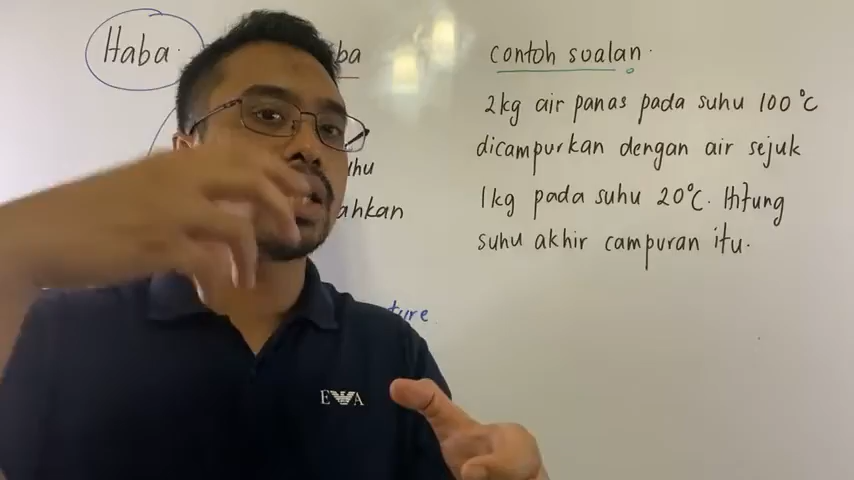 Haba
contoh soalan.
2kg air panas pada suhu 100°C
dicampurkan dengan air sejuk
1kg pada suhu 20°C. Hitung
suhu akhir campuran itu.
E A